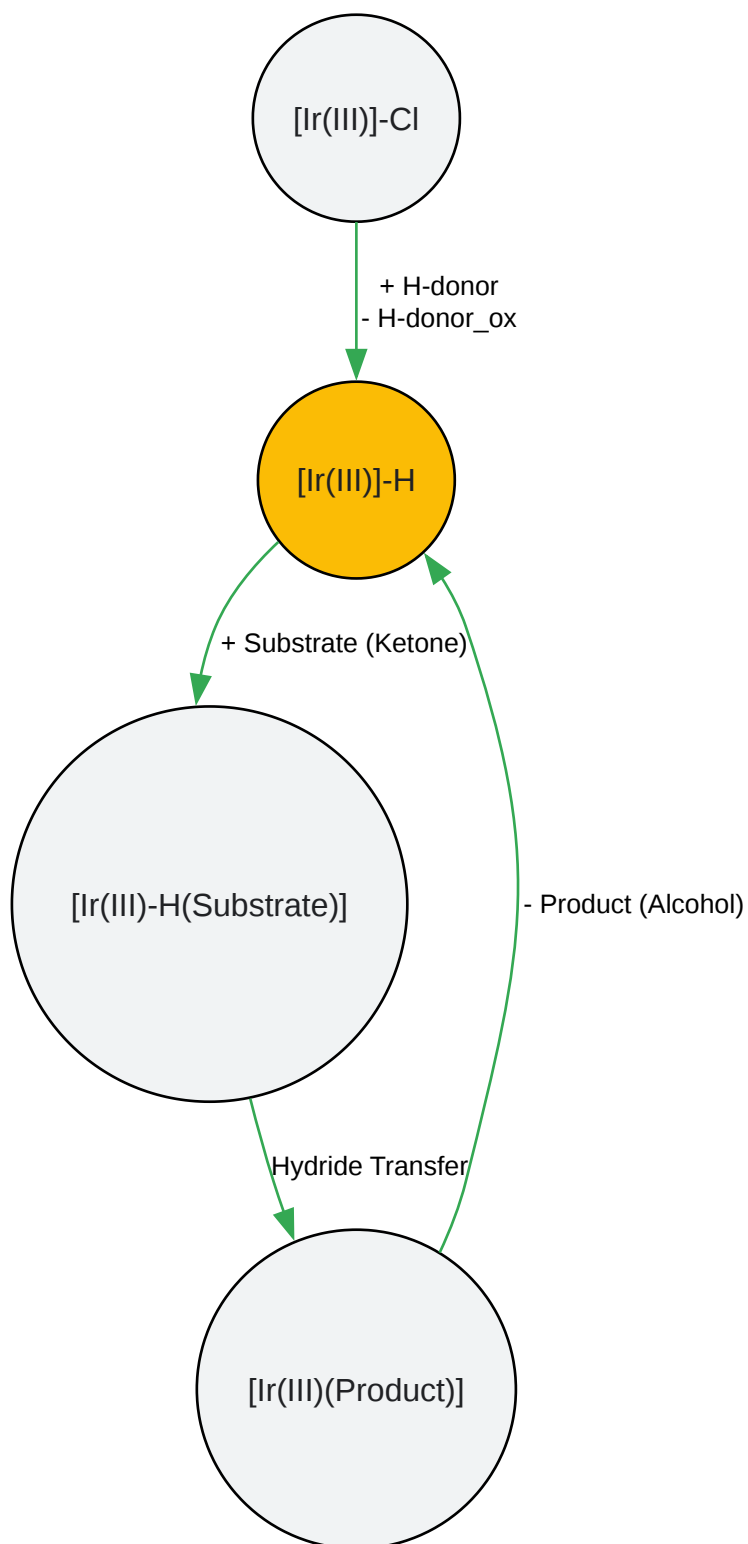 [Ir(III)]-Cl
+ H-donor
- H-donor_ox
[Ir(III)]-H
+ Substrate (Ketone)
[Ir(III)-H(Substrate)]
- Product (Alcohol)
Hydride Transfer
[Ir(III)(Product)]